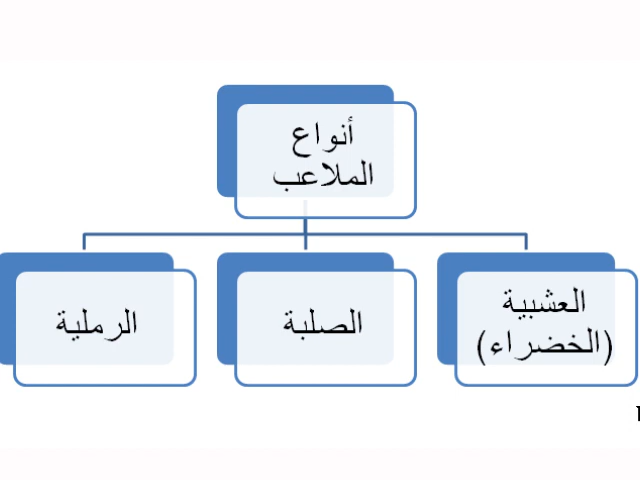 أنواع
الملاعب
العشبية
(الخضراء)
الصلبة
الرملية